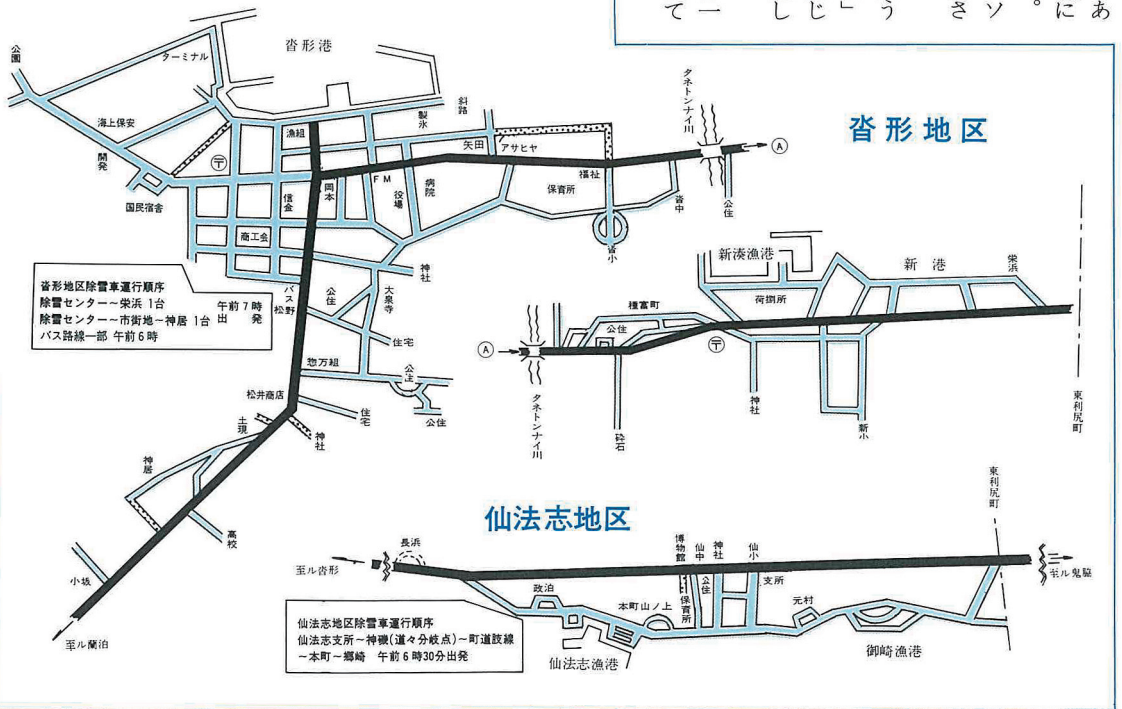 あ
に
。
ソ
さ
う
」
じ
し
一
て
沓形地区
公園
ターミナル
沓形港
海上保安
開発
〒
国民宿舎
漁組
製氷
斜路
矢田
アサヒヤ
タネトンナイ川
Ⓐ
岡本
FM
役場
病院
信金
商工会
保育所
福祉
沓小
沓中
公住
神社
大泉寺
バス
松野
公住
住宅
惣万組
公住
公住
松井商店
住宅
神社
土現
神居
高校
小坂
至ル蘭泊
沓形地区除雪車運行順序
除雪センター〜栄浜 1台
除雪センター〜市街地〜神居 1台
午前7時
出発
バス路線一部 午前6時
新湊漁港
新港
栄浜
荷捌所
種富町
公住
Ⓐ
〒
タネトンナイ川
砕石
神社
新小
東利尻町
仙法志地区
東利尻町
長浜
至ル沓形
政泊
本町山ノ上
博物館
仙中
神社
仙小
公住
保育所
支所
元村
至ル鬼脇
仙法志漁港
御崎漁港
仙法志地区除雪車運行順序
仙法志支所〜神磯(道々分岐点)〜町道肢線
〜本町〜郷崎 午前6時30分出発